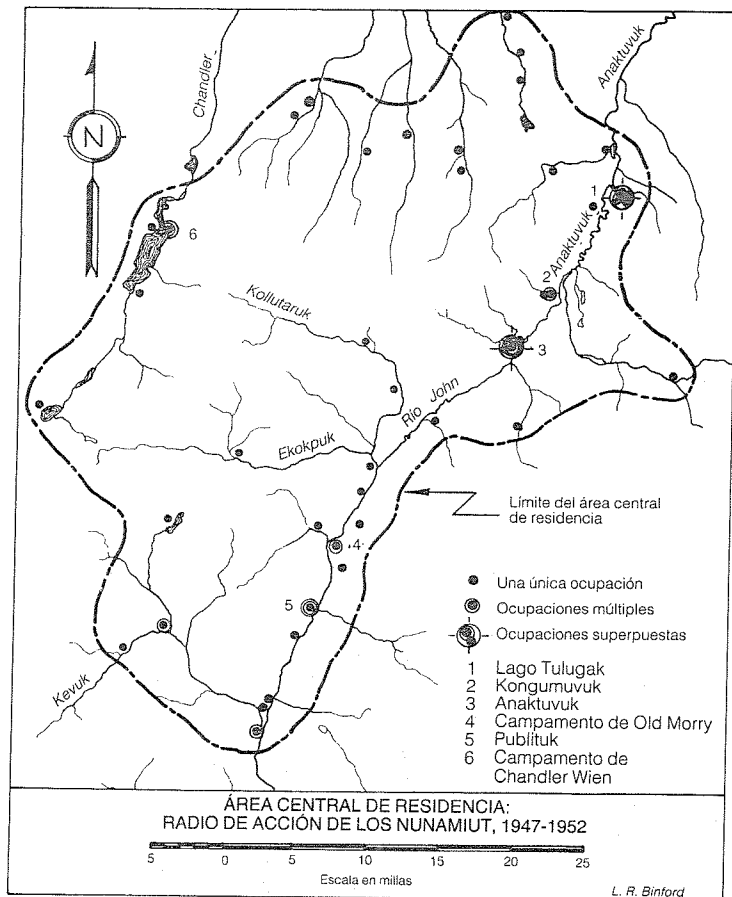 Chandler
Anaktuvuk
N
1
Anaktuvuk
6
2
Kollutaruk
3
Río John
Ekokpuk
Límite del área central
de residencia
4
5
Kevuk
Una única ocupación
Ocupaciones múltiples
Ocupaciones superpuestas
1 Lago Tulugak
2 Kongumuvuk
3 Anaktuvuk
4 Campamento de Old Morry
5 Publituk
6 Campamento de
Chandler Wien
ÁREA CENTRAL DE RESIDENCIA:
RADIO DE ACCIÓN DE LOS NUNAMIUT, 1947-1952
5 0 5 10 15 20 25
Escala en millas
L. R. Binford